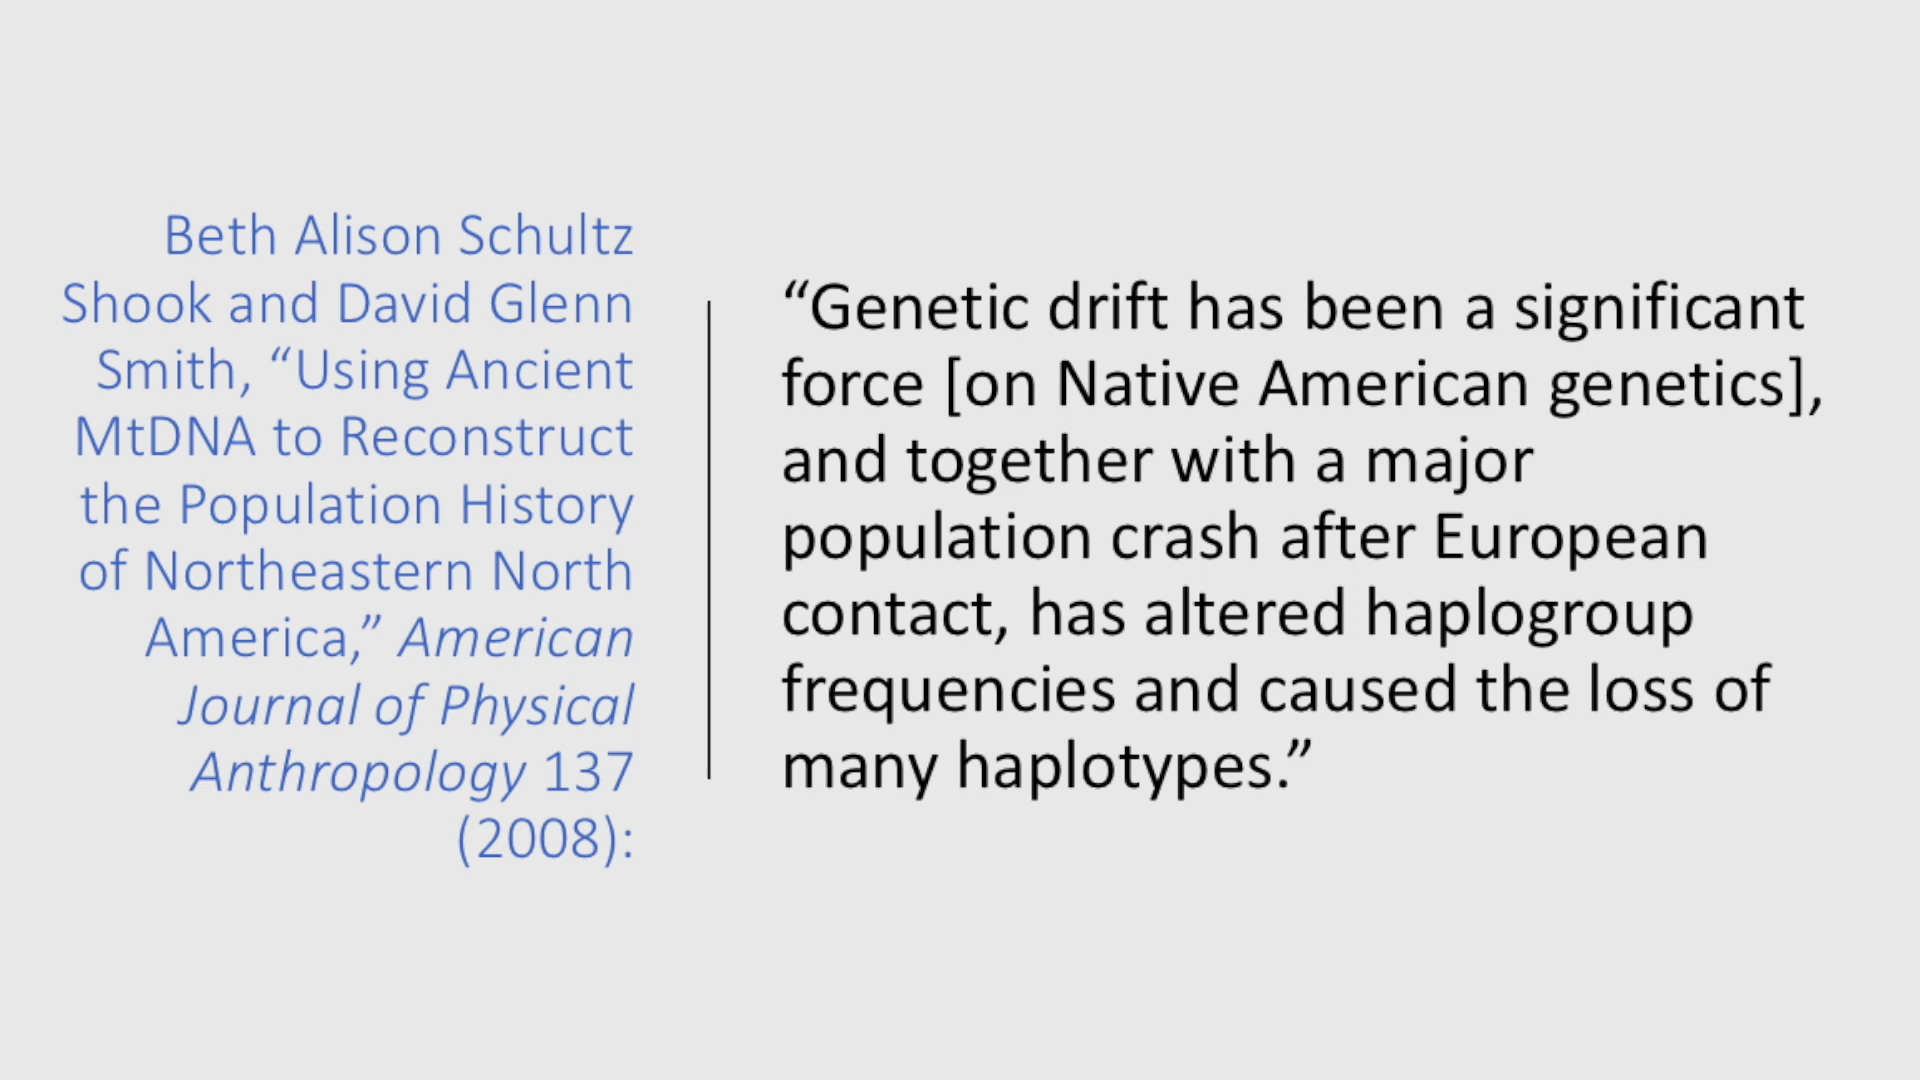 Beth Alison Schultz
Shook and David Glenn
Smith, “Using Ancient
MtDNA to Reconstruct
the Population History
of Northeastern North
America,” American
Journal of Physical
Anthropology 137
(2008):
“Genetic drift has been a significant
force [on Native American genetics],
and together with a major
population crash after European
contact, has altered haplogroup
frequencies and caused the loss of
many haplotypes.”